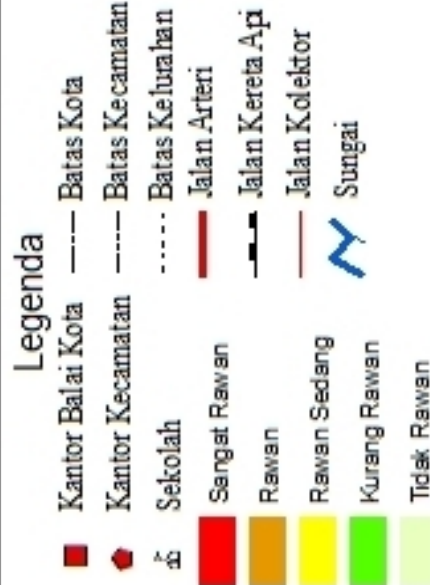 Legenda
Kantor Balai Kota
Kantor Kecamatan
Sekolah
Sangat Rawan
Rawan
Rawan Sedang
Kurang Rawan
Tidak Rawan
Batas Kota
Batas Kecamatan
Batas Kelurahan
Jalan Arteri
Jalan Kereta Api
Jalan Kolektor
Sungai